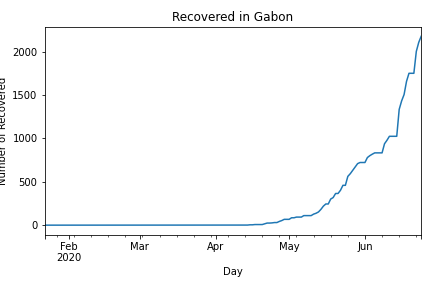 Recovered in Gabon
Number of Recovered
2000
1500
1000
500
0
Feb
2020
Mar
Apr
May
Jun
Day